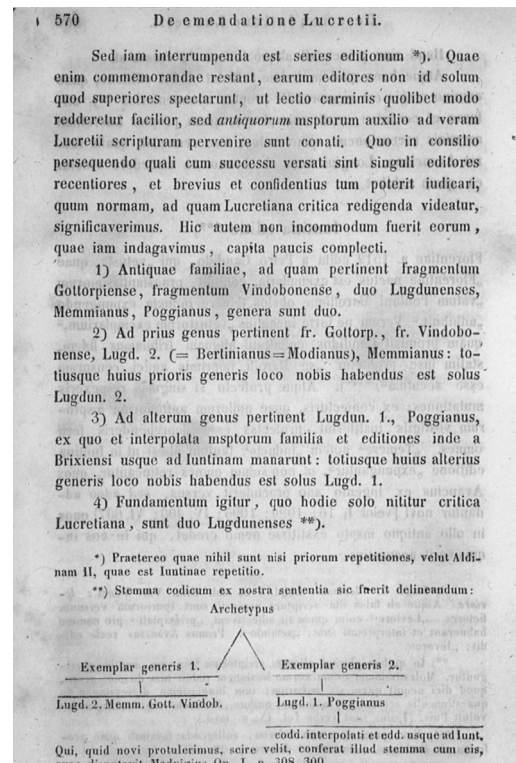 570 De emendatione Lucretii.
Sed iam interrumpenda est series editionum *). Quae
enim commemorandae restant, earum editores non id solum
quod superiores spectarunt, ut lectio carminis quolibet modo
redderetur facilior, sed antiquorum msptorum auxilio ad veram
Lucretii scripturam pervenire sunt conati. Quo in consilio
persequendo quali cum successu versati sint singuli editores
recentiores, et brevius et confidentius tum poterit iudicari,
quum normam, ad quam Lucretiana critica redigenda videatur,
significaverimus. Hic autem non incommodum fuerit eorum,
quae iam indagavimus, capita paucis complecti.
1) Antiquae familiae, ad quam pertinent fragmentum
Gottorpiense, fragmentum Vindobonense, duo Lugdunenses,
Memmianus, Poggianus, genera sunt duo.
2) Ad prius genus pertinent fr. Gottorp., fr. Vindobo-
nense, Lugd. 2. (= Bertinianus=Modianus), Memmianus: to-
tiusque huius prioris generis loco nobis habendus est solus
Lugdun. 2.
3) Ad alterum genus pertinent Lugdun. 1., Poggianus,
ex quo et interpolata msptorum familia et editiones inde a
Brixiensi usque ad Iuntinam manarunt: totiusque huius alterius
generis loco nobis habendus est solus Lugd. 1.
4) Fundamentum igitur, quo hodie solo nititur critica
Lucretiana, sunt duo Lugdunenses **).
*) Praetereo quae nihil sunt nisi priorum repetitiones, velut Aldi-
nam II, quae est Iuntinae repetitio.
**) Stemma codicum ex nostra sententia sic fuerit delineandum:
Archetypus
Exemplar generis 1. Exemplar generis 2.
Lugd. 2. Memm. Gott. Vindob. Lugd. 1. Poggianus
codd. interpolati et edd. usque ad Iunt.
Qui, quid novi protulerimus, scire velit, conferat illud stemma cum eis,